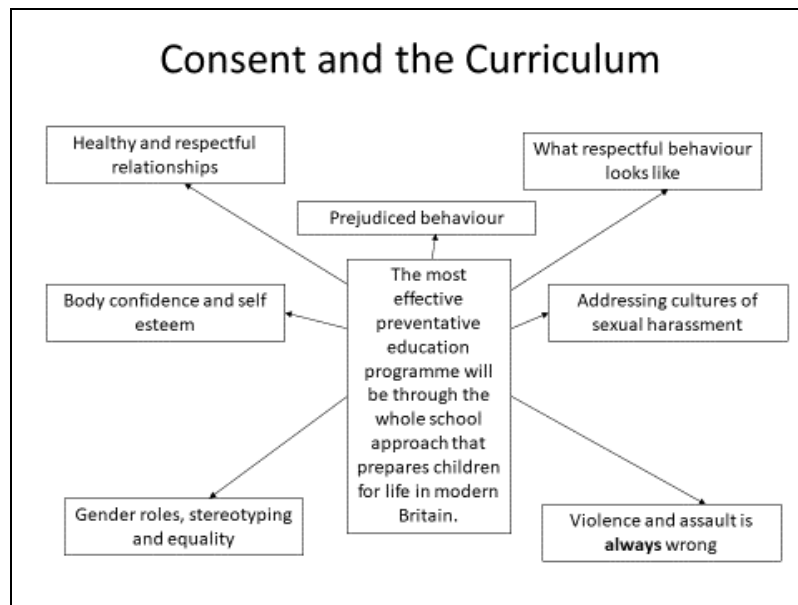 Consent and the Curriculum
Healthy and respectful
relationships
What respectful behaviour
looks like
Prejudiced behaviour
Body confidence and self
esteem
The most
effective
preventative
education
programme will
be through the
whole school
approach that
prepares children
for life in modern
Britain.
Addressing cultures of
sexual harassment
Gender roles, stereotyping
and equality
Violence and assault is
always wrong